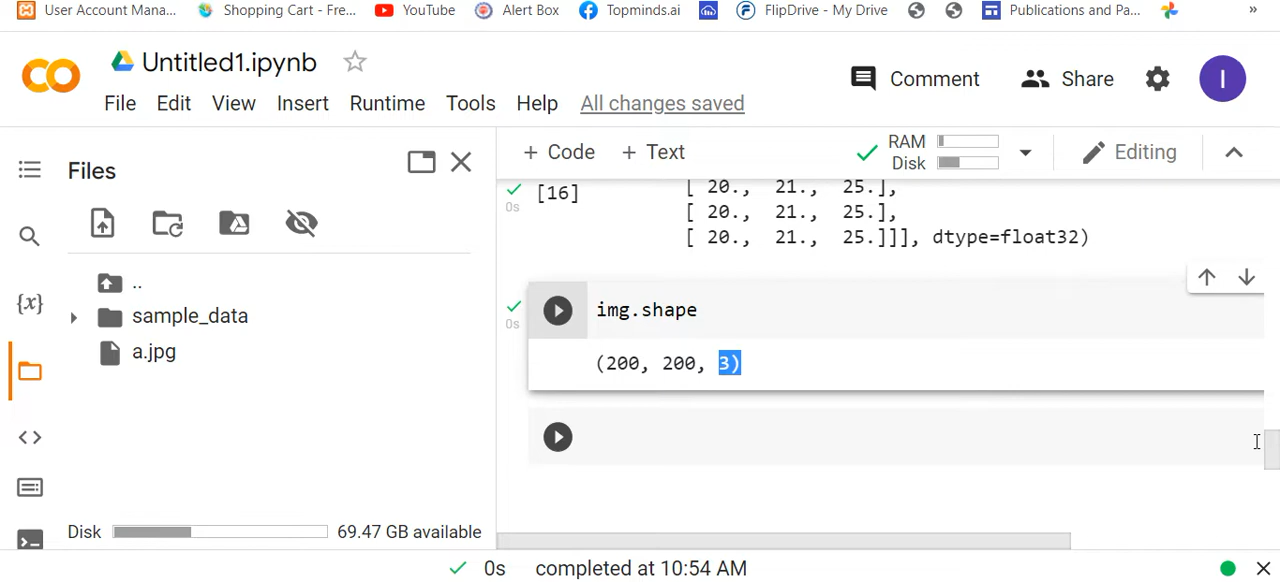 User Account Mana...
Shopping Cart - Fre...
YouTube
Alert Box
Topminds.ai
FlipDrive - My Drive
Publications and Pa...
»
Untitled1.ipynb
Comment
Share
I
File Edit View Insert Runtime Tools Help All changes saved
Files
+ Code + Text
RAM
Disk
Editing
..
sample_data
a.jpg
{x}
<>
Disk 69.47 GB available
0s
[16]
[ 20., 21., 25.],
[ 20., 21., 25.],
[ 20., 21., 25.]]], dtype=float32)
0s
img.shape
(200, 200, 3)
0s completed at 10:54 AM